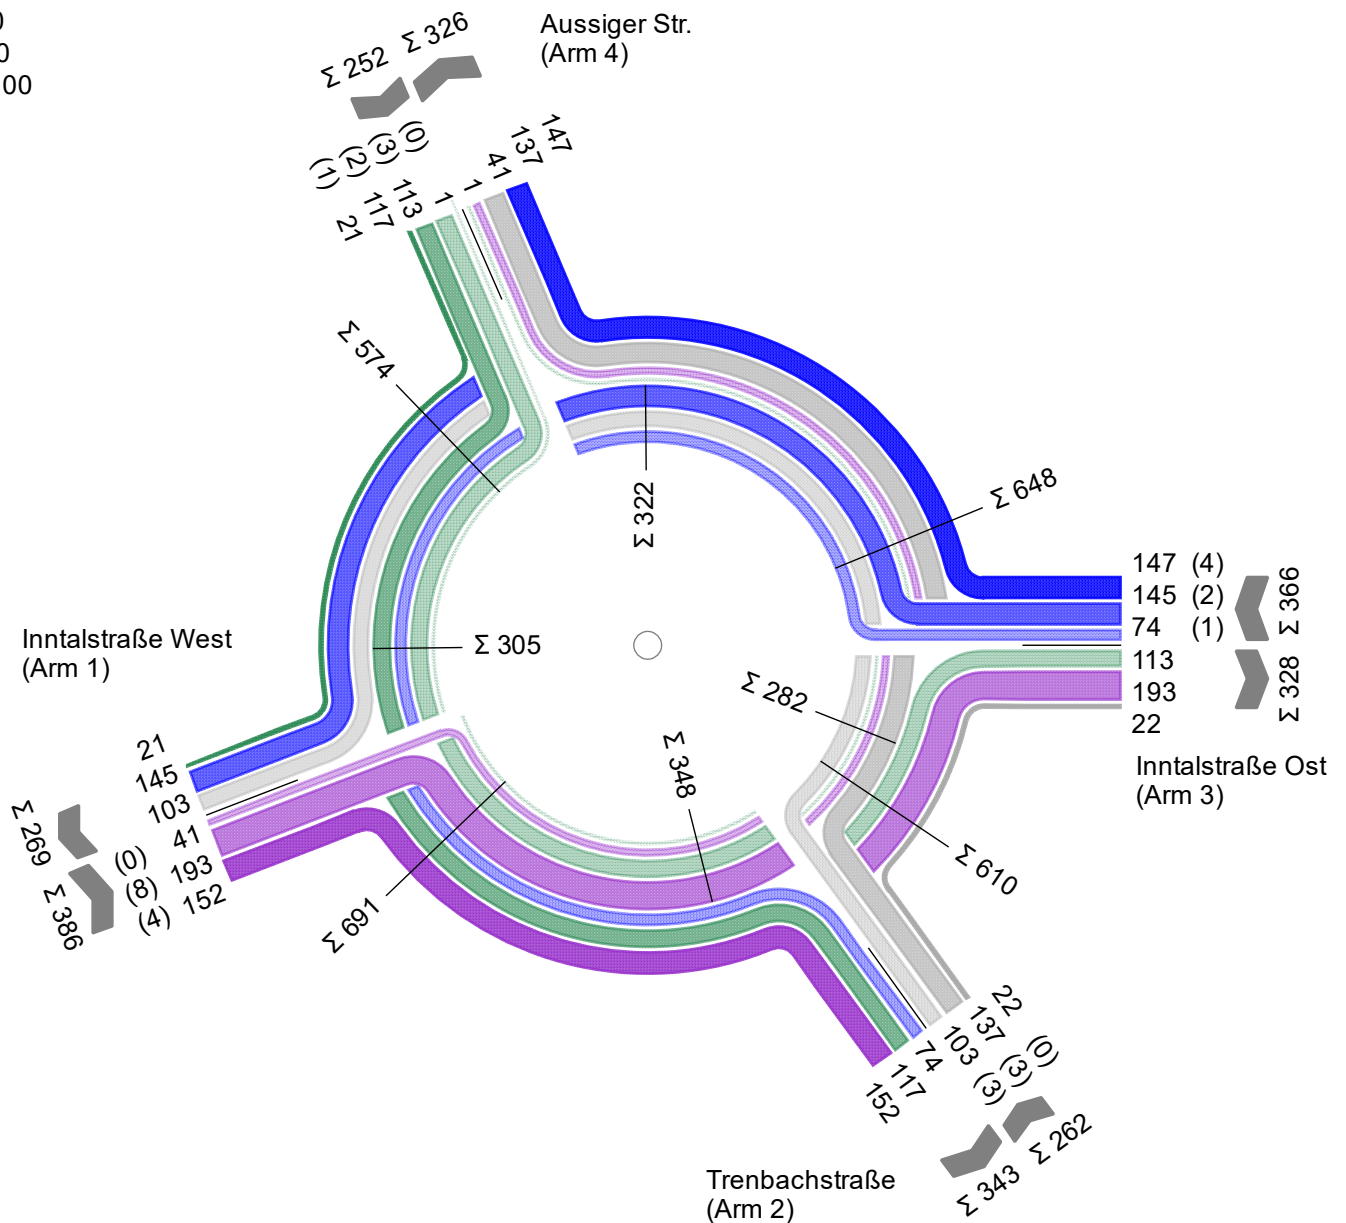 0
0
00
Aussiger Str.
(Arm 4)
Σ 252
Σ 326
(1)
(2)
(3)
(0)
21
117
113
1
1
41
137
147
Σ 574
Σ 322
Σ 648
147 (4)
145 (2)
74 (1)
113
193
22
Σ 366
Σ 328
Inntalstraße Ost
(Arm 3)
Inntalstraße West
(Arm 1)
Σ 305
Σ 282
Σ 348
Σ 610
Σ 691
21
145
103
41
193
152
(0)
(8)
(4)
Σ 269
Σ 386
22
137
103
74
117
152
(0)
(3)
(3)
Σ 262
Σ 343
Trenbachstraße
(Arm 2)